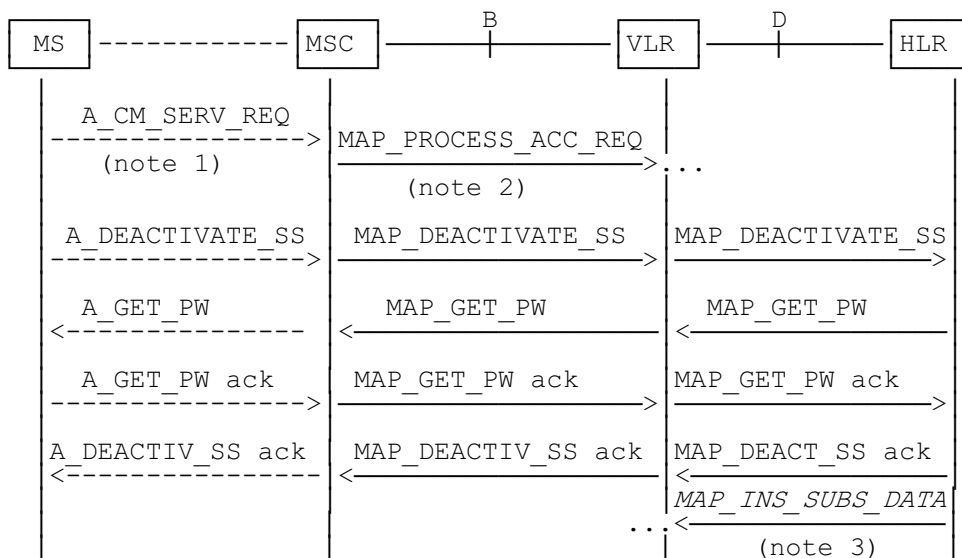 B D
MS MSC VLR HLR
A_CM_SERV_REQ
MAP_PROCESS_ACC_REQ
(note 1) ...
(note 2)
A_DEACTIVATE_SS MAP_DEACTIVATE_SS MAP_DEACTIVATE_SS
A_GET_PW MAP_GET_PW MAP_GET_PW
A_GET_PW ack MAP_GET_PW ack MAP_GET_PW ack
A_DEACTIV_SS ack MAP_DEACTIV_SS ack MAP_DEACT_SS ack
MAP_INS_SUBS_DATA
...
(note 3)